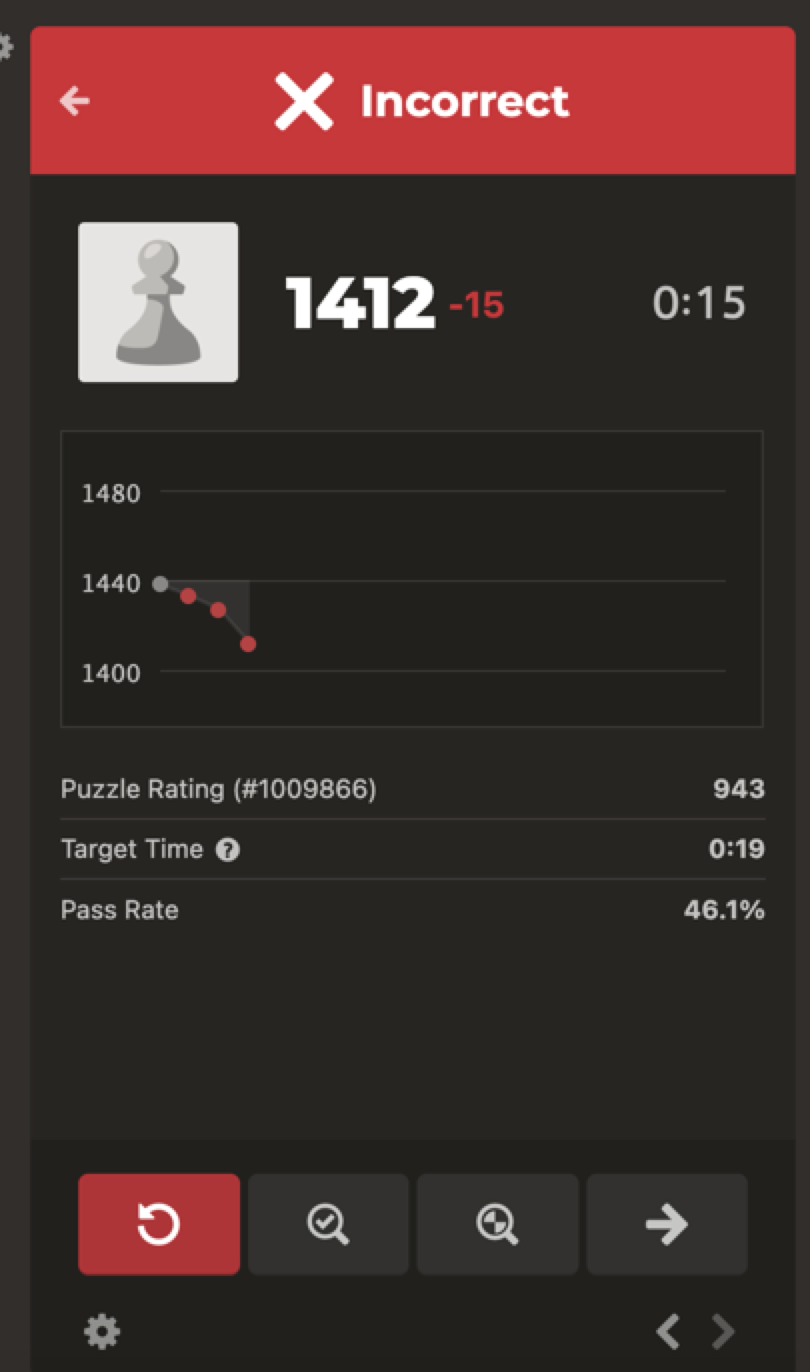 Incorrect
1412 -15 0:15
1480
1440
1400
Puzzle Rating (#1009866) 943
Target Time ? 0:19
Pass Rate 46.1%